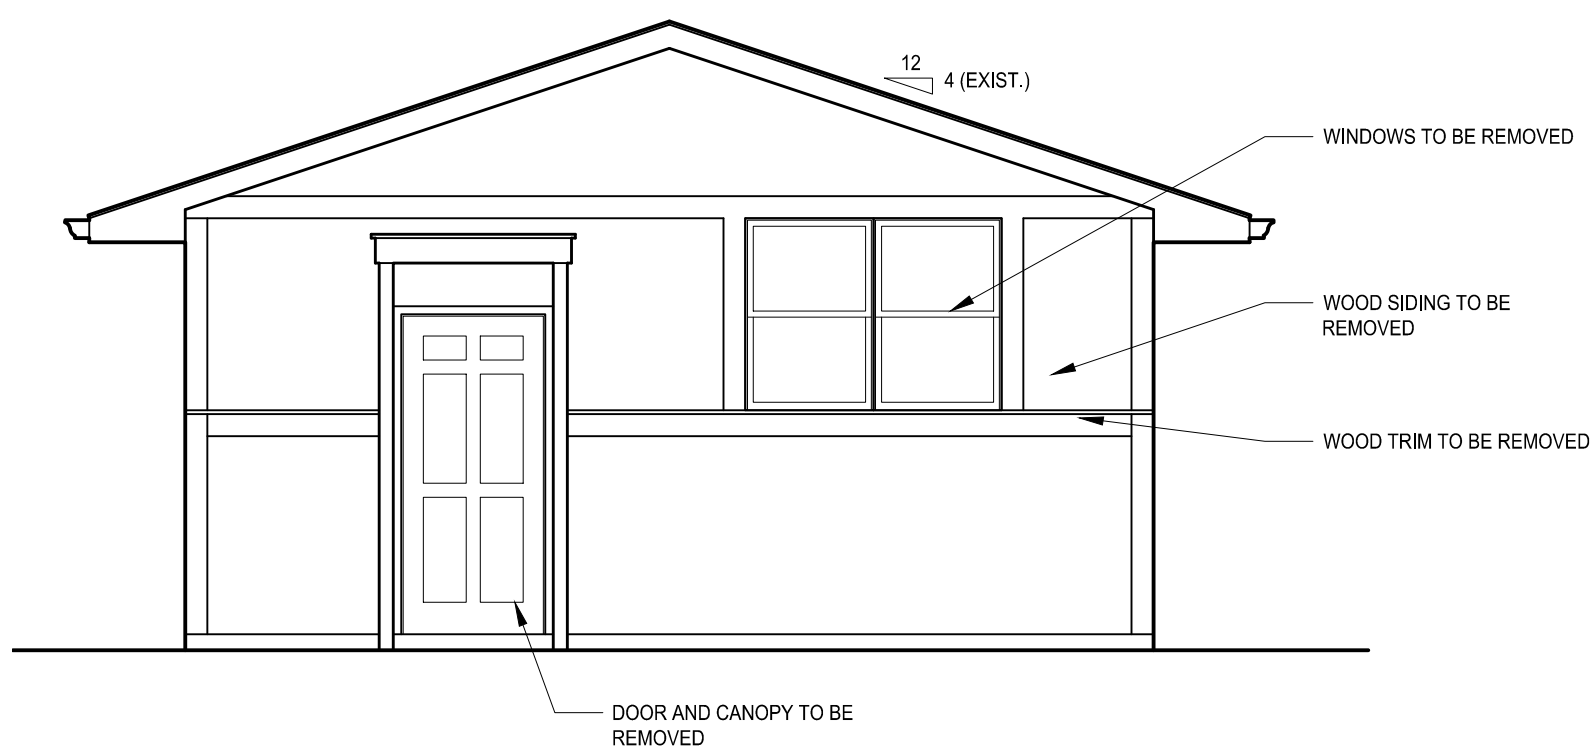 12
4 (EXIST.)
WINDOWS TO BE REMOVED
WOOD SIDING TO BE
REMOVED
WOOD TRIM TO BE REMOVED
DOOR AND CANOPY TO BE
REMOVED